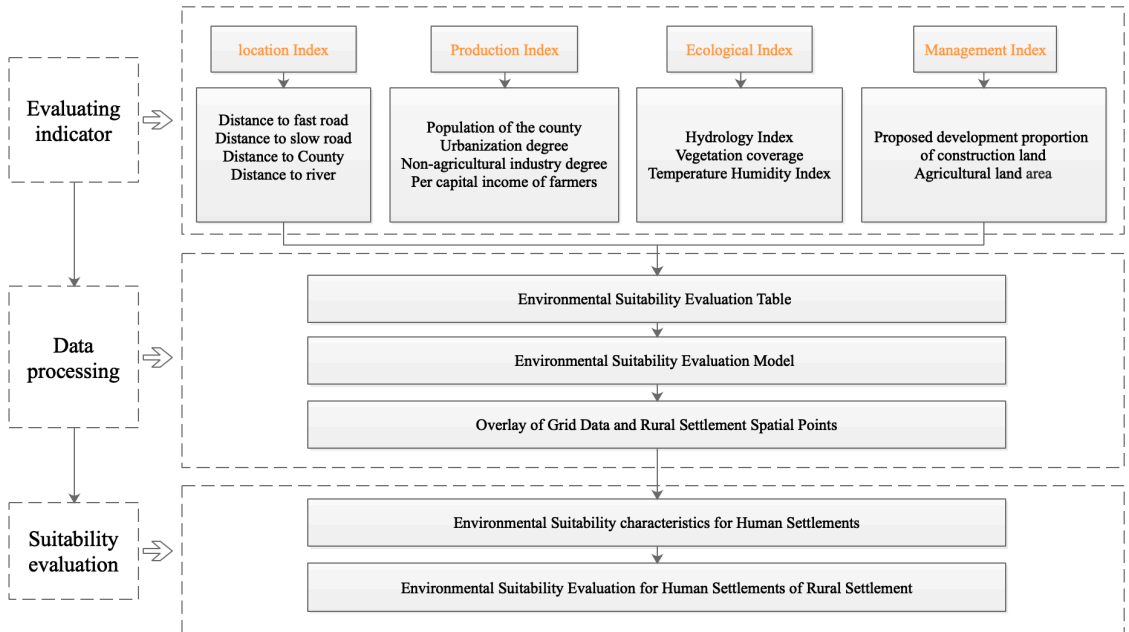 location Index
Production Index
Ecological Index
Management Index
Evaluating
indicator
Distance to fast road
Distance to slow road
Distance to County
Distance to river
Population of the county
Urbanization degree
Non-agricultural industry degree
Per capital income of farmers
Hydrology Index
Vegetation coverage
Temperature Humidity Index
Proposed development proportion
of construction land
Agricultural land area
Data
processing
Environmental Suitability Evaluation Table
Environmental Suitability Evaluation Model
Overlay of Grid Data and Rural Settlement Spatial Points
Suitability
evaluation
Environmental Suitability characteristics for Human Settlements
Environmental Suitability Evaluation for Human Settlements of Rural Settlement